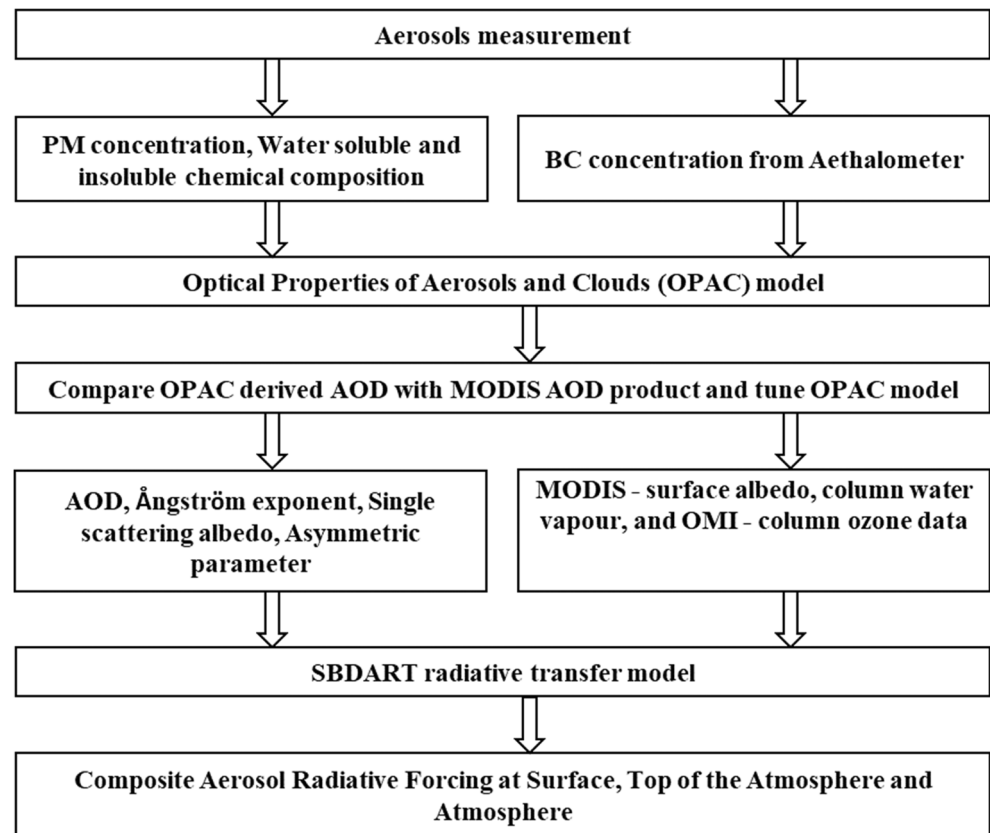 Aerosols measurement
PM concentration, Water soluble and
insoluble chemical composition
BC concentration from Aethalometer
Optical Properties of Aerosols and Clouds (OPAC) model
Compare OPAC derived AOD with MODIS AOD product and tune OPAC model
AOD, Ångström exponent, Single
scattering albedo, Asymmetric
parameter
MODIS - surface albedo, column water
vapour, and OMI - column ozone data
SBDART radiative transfer model
Composite Aerosol Radiative Forcing at Surface, Top of the Atmosphere and
Atmosphere